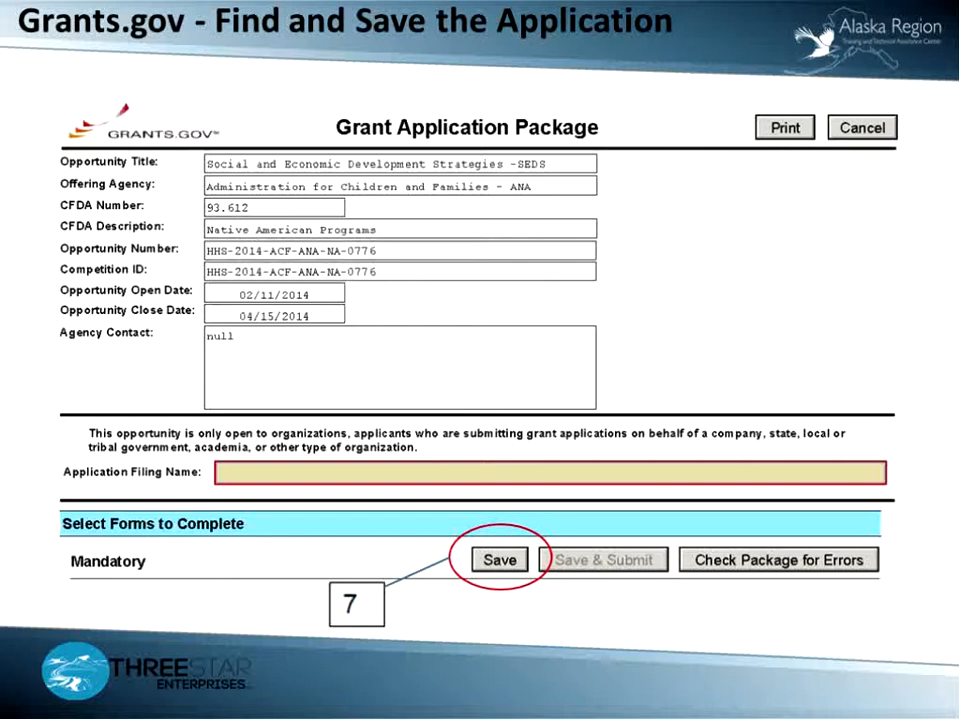 Grants.gov - Find and Save the Application
Alaska Region
Training and Technical Assistance Center
GRANTS.GOV
Grant Application Package
Print
Cancel
Opportunity Title:
Social and Economic Development Strategies -SEDS
Offering Agency:
Administration for Children and Families - ANA
CFDA Number:
93.612
CFDA Description:
Native American Programs
Opportunity Number:
HHS-2014-ACF-ANA-NA-0776
Competition ID:
HHS-2014-ACF-ANA-NA-0776
Opportunity Open Date:
02/11/2014
Opportunity Close Date:
04/15/2014
Agency Contact:
null
This opportunity is only open to organizations, applicants who are submitting grant applications on behalf of a company, state, local or
tribal government, academia, or other type of organization.
Application Filing Name:
Select Forms to Complete
Mandatory
Save
Save & Submit
Check Package for Errors
7
THREESTAR
ENTERPRISES